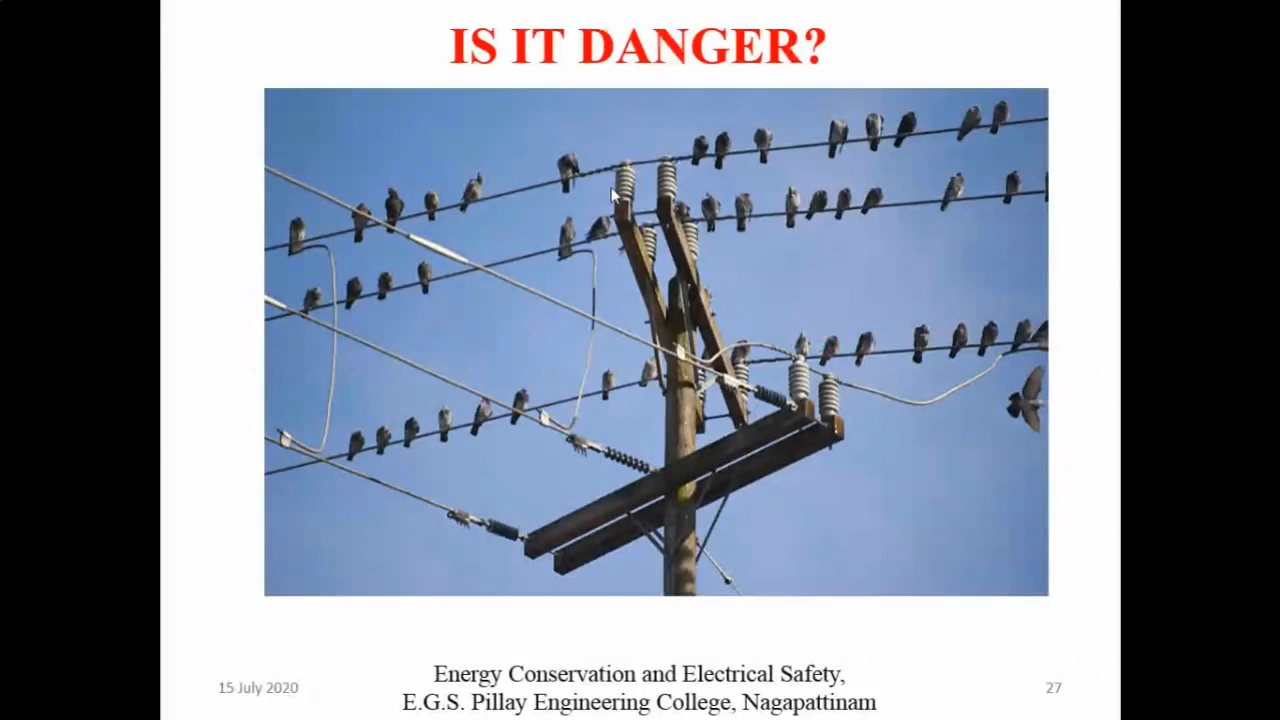 IS IT DANGER?
15 July 2020
Energy Conservation and Electrical Safety,
E.G.S. Pillay Engineering College, Nagapattinam
27